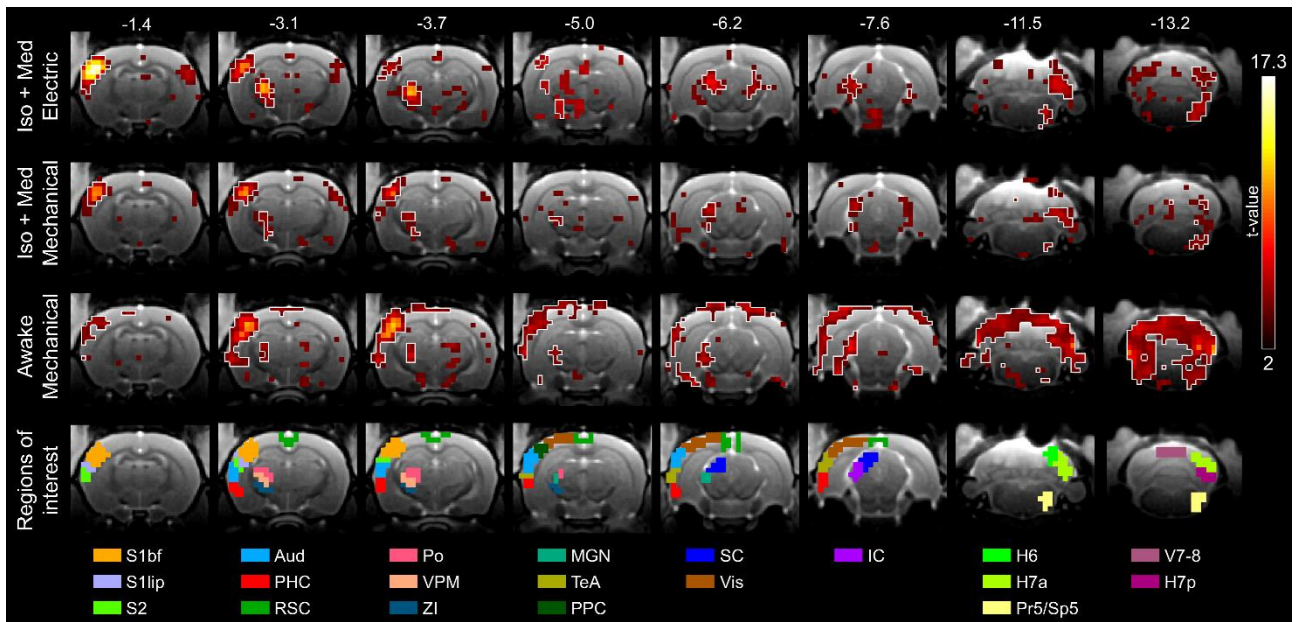 -1.4 -3.1 -3.7 -5.0 -6.2 -7.6 -11.5 -13.2
Iso + Med
Electric
17.3
t-value
2
Iso + Med
Mechanical
Awake
Mechanical
Regions of
interest
S1bf Aud Po MGN SC IC H6 V7-8
S1lip PHC VPM TeA Vis H7a H7p
S2 RSC ZI PPC Pr5/Sp5